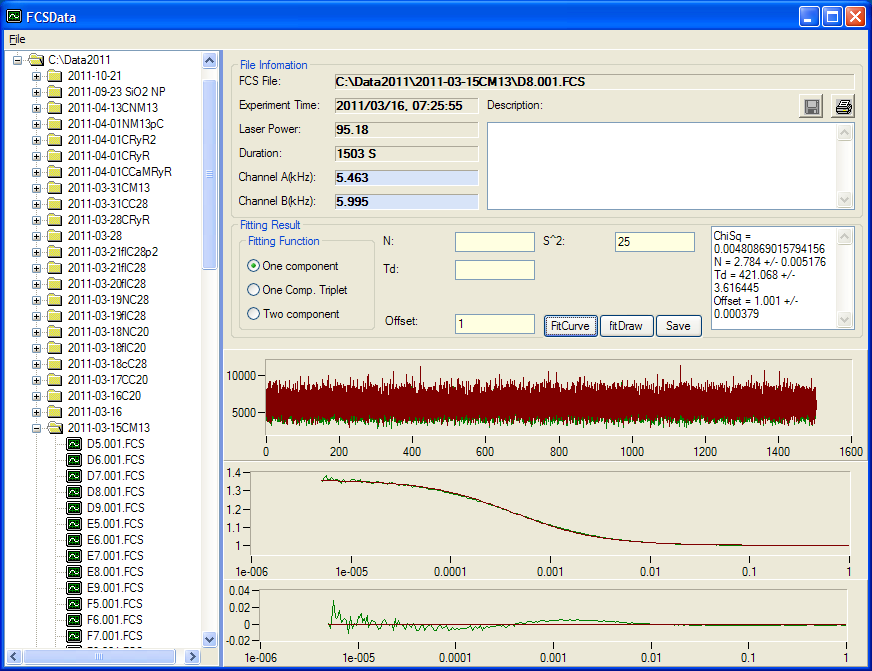 FCSData
File
C:\Data2011
2011-10-21
2011-09-23 SiO2 NP
2011-04-13CNM13
2011-04-01NM13pC
2011-04-01CRyR2
2011-04-01CRyR
2011-04-01CCaMRyR
2011-03-31CM13
2011-03-31CC28
2011-03-28CRyR
2011-03-28
2011-03-21flC28p2
2011-03-21flC28
2011-03-20flC28
2011-03-19NC28
2011-03-19flC28
2011-03-18NC20
2011-03-18flC20
2011-03-18cC28
2011-03-17CC20
2011-03-16C20
2011-03-16
2011-03-15CM13
D5.001.FCS
D6.001.FCS
D7.001.FCS
D8.001.FCS
D9.001.FCS
E5.001.FCS
E6.001.FCS
E7.001.FCS
E8.001.FCS
E9.001.FCS
F5.001.FCS
F6.001.FCS
F7.001.FCS
File Infomation
FCS File: C:\Data2011\2011-03-15CM13\D8.001.FCS
Experiment Time: 2011/03/16, 07:25:55 Description:
Laser Power: 95.18
Duration: 1503 S
Channel A(kHz): 5.463
Channel B(kHz): 5.995
Fitting Result
Fitting Function
One component
One Comp. Triplet
Two component
N: S^2: 25
Td:
Offset: 1 FitCurve fitDraw Save
ChiSq =
0.00480869015794156
N = 2.784 +/- 0.005176
Td = 421.068 +/-
3.616445
Offset = 1.001 +/-
0.000379
10000
5000
0 200 400 600 800 1000 1200 1400 1600
1.4
1.3
1.2
1.1
1
1e-006 1e-005 0.0001 0.001 0.01 0.1 1
0.04
0.02
0
-0.02
1e-006 1e-005 0.0001 0.001 0.01 0.1 1